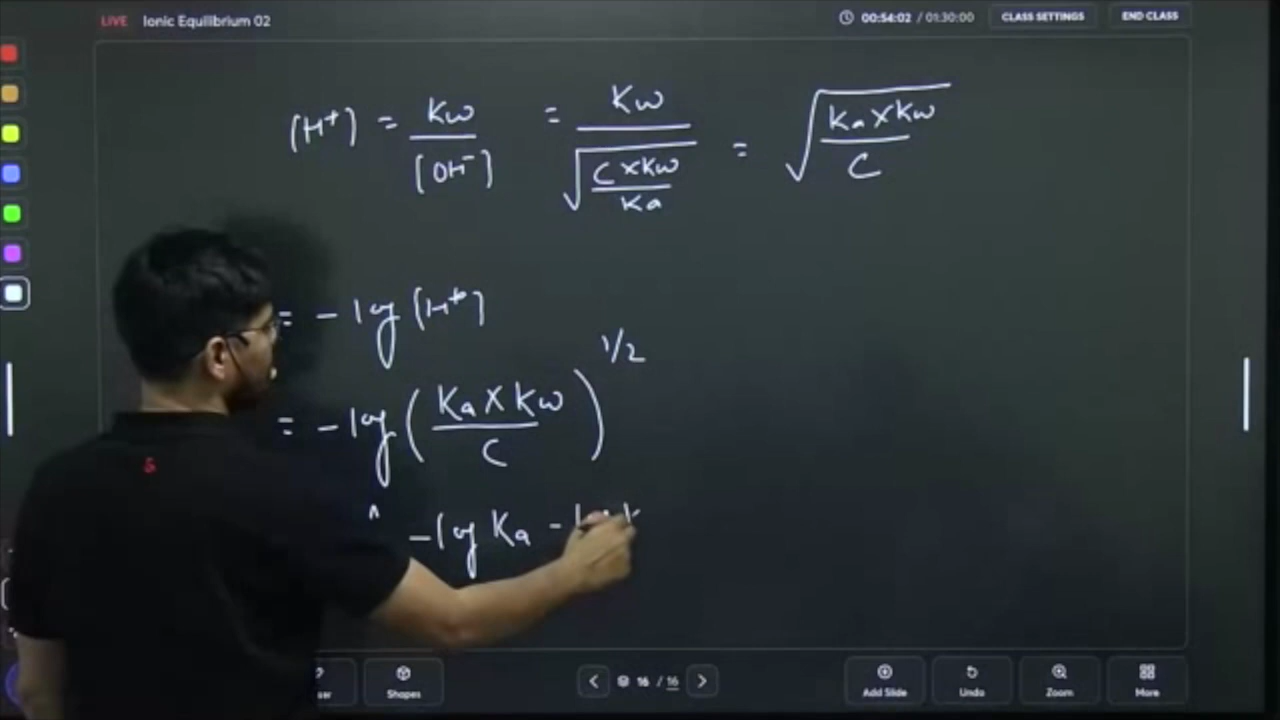 LIVE Ionic Equilibrium 02 00:54:02 / 01:30:00 CLASS SETTINGS END CLASS
[H⁺] = Kw / [OH⁻] = Kw / √(C × Kw / Ka) = √(Ka × Kw / C)
= − log [H⁺]
= − log (Ka × Kw / C)^1/2
− log Ka −
Shapes < 16 / 16 > Add Slide Undo Zoom More